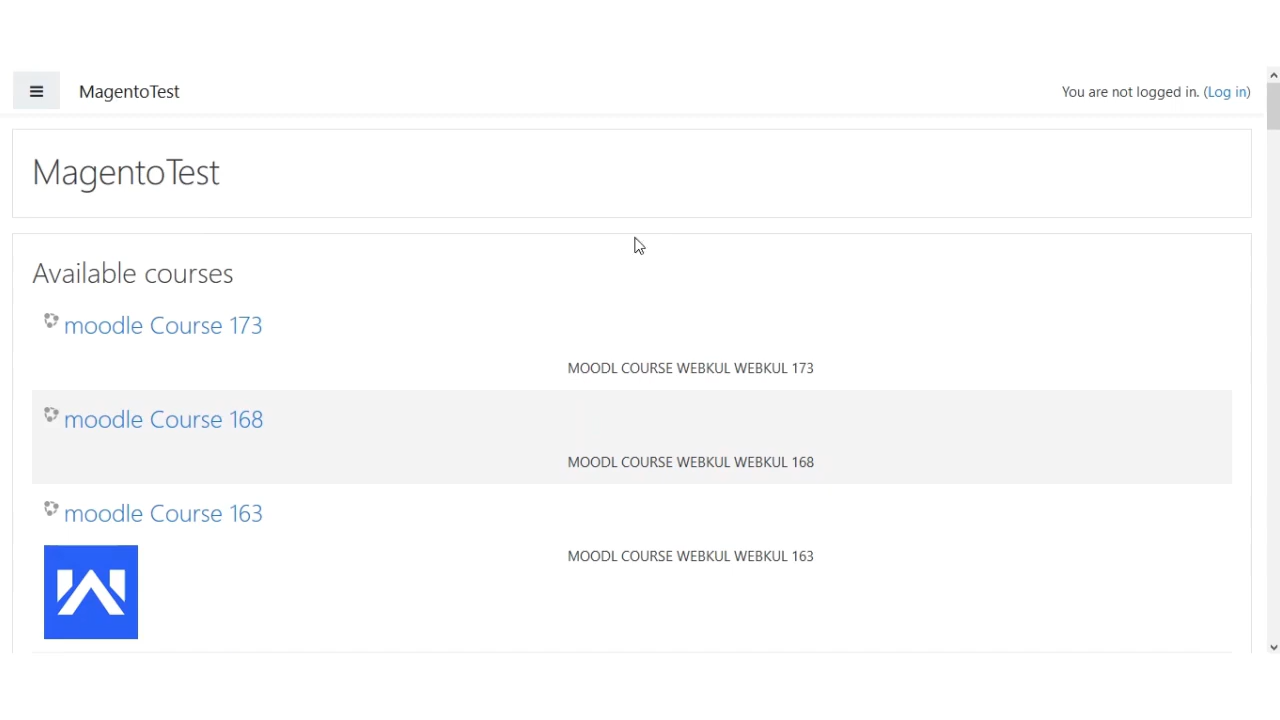 MagentoTest
You are not logged in. (Log in)
MagentoTest
Available courses
moodle Course 173
MOODL COURSE WEBKUL WEBKUL 173
moodle Course 168
MOODL COURSE WEBKUL WEBKUL 168
moodle Course 163
MOODL COURSE WEBKUL WEBKUL 163